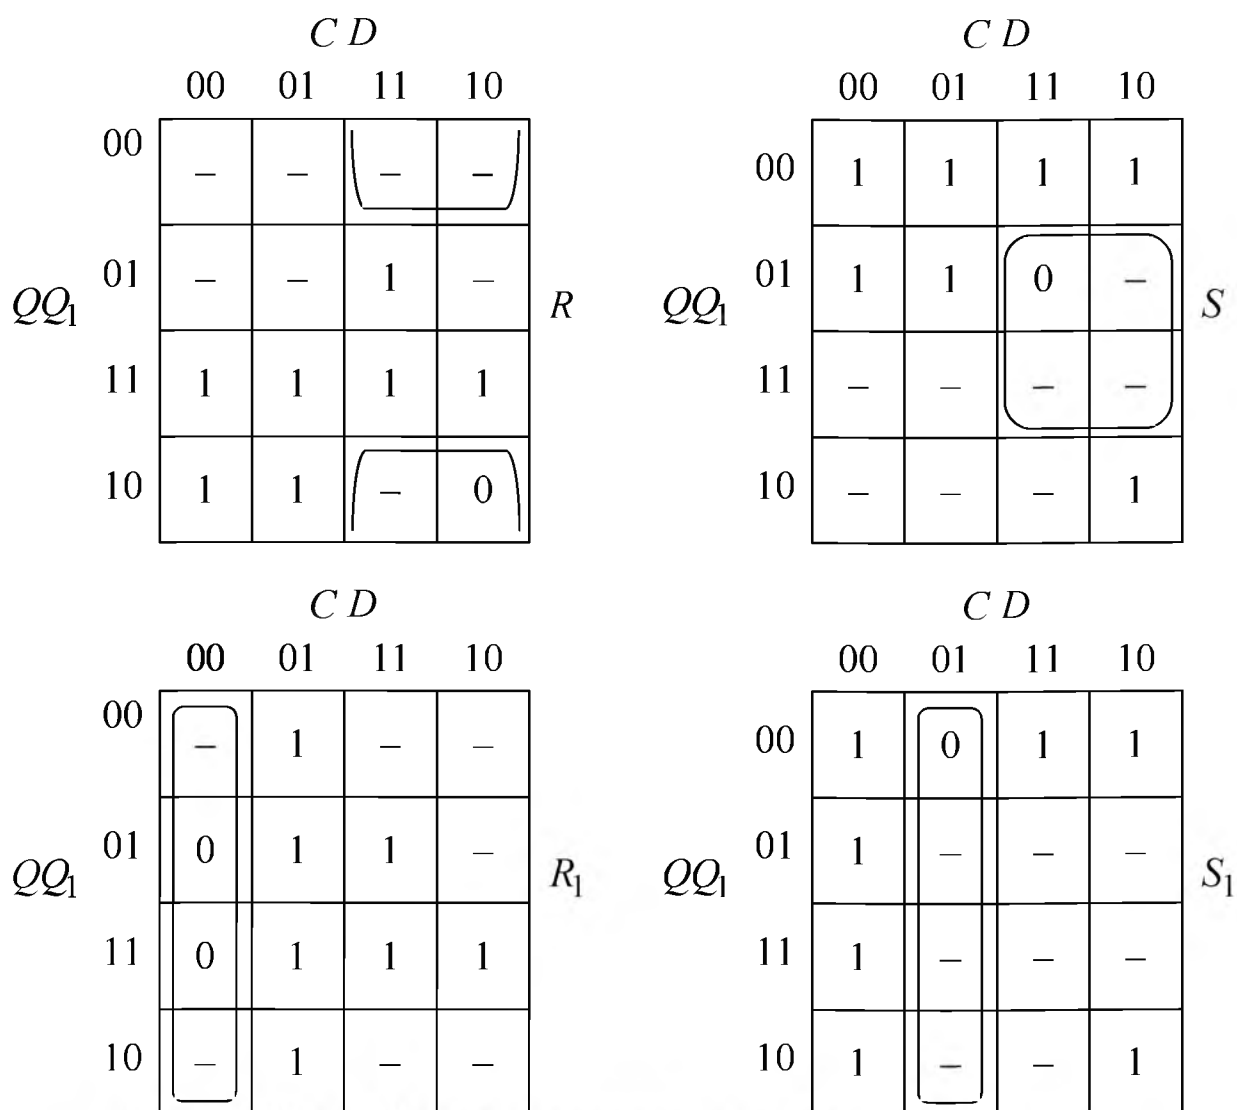 C D C D
00 01 11 10 00 01 11 10
00 – – – – 00 1 1 1 1
01 – – 1 – 01 1 1 0 –
QQ1 R QQ1 S
11 1 1 1 1 11 – – – –
10 1 1 – 0 10 – – – 1
C D C D
00 01 11 10 00 01 11 10
00 – 1 – – 00 1 0 1 1
01 0 1 1 – 01 1 – – –
QQ1 R1 QQ1 S1
11 0 1 1 1 11 1 – – –
10 – 1 – – 10 1 – – 1